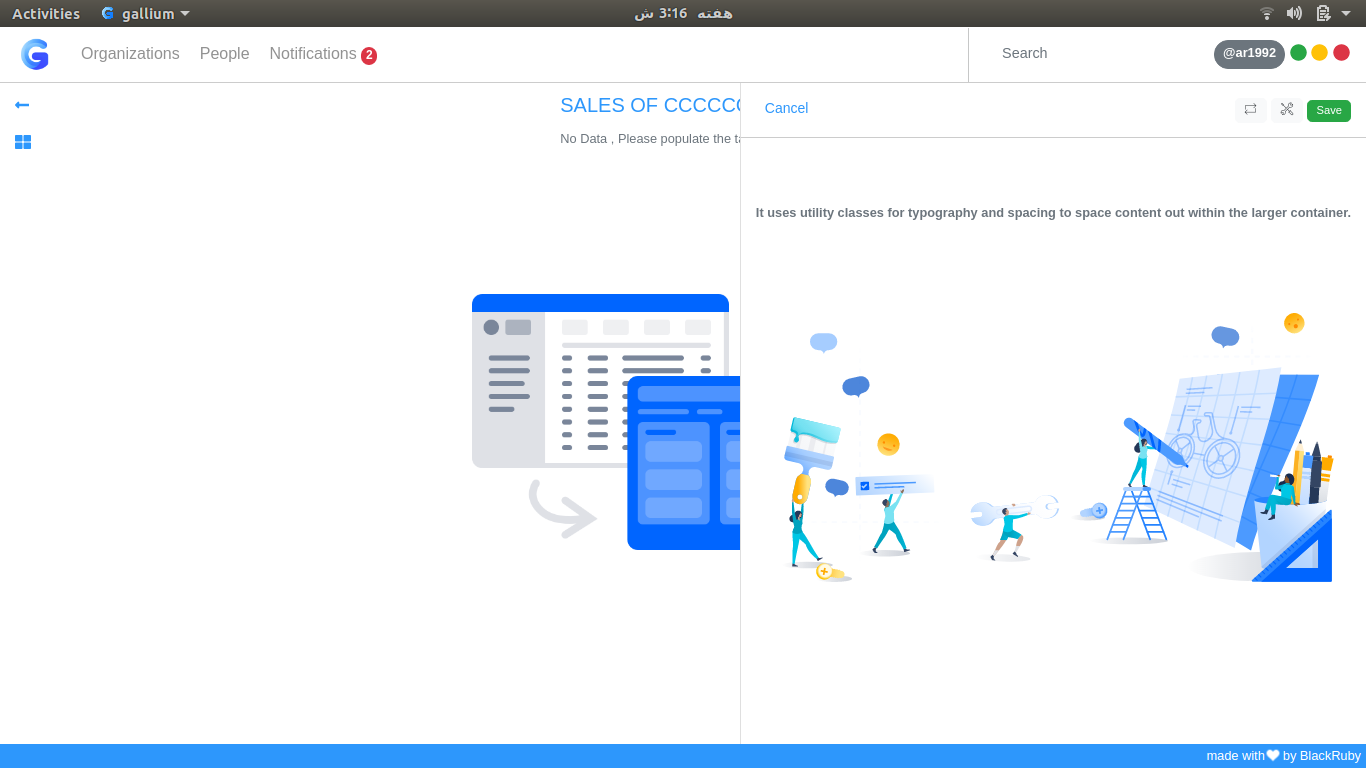 Activities gallium هفته 3:16 ش
Organizations People Notifications 2 Search @ar1992
SALES OF CCCCCC
No Data , Please populate the ta
Cancel Save
It uses utility classes for typography and spacing to space content out within the larger container.
made with by BlackRuby